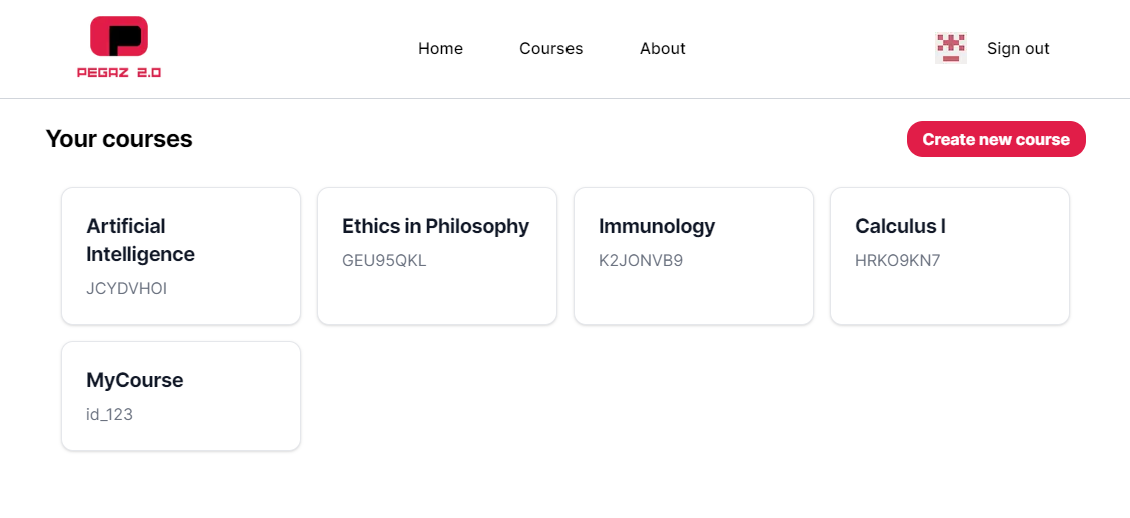 PEGAZ 2.0
Home
Courses
About
Sign out
Your courses
Create new course
Artificial
Intelligence
JCYDVHOI
Ethics in Philosophy
GEU95QKL
Immunology
K2JONVB9
Calculus I
HRKO9KN7
MyCourse
id_123